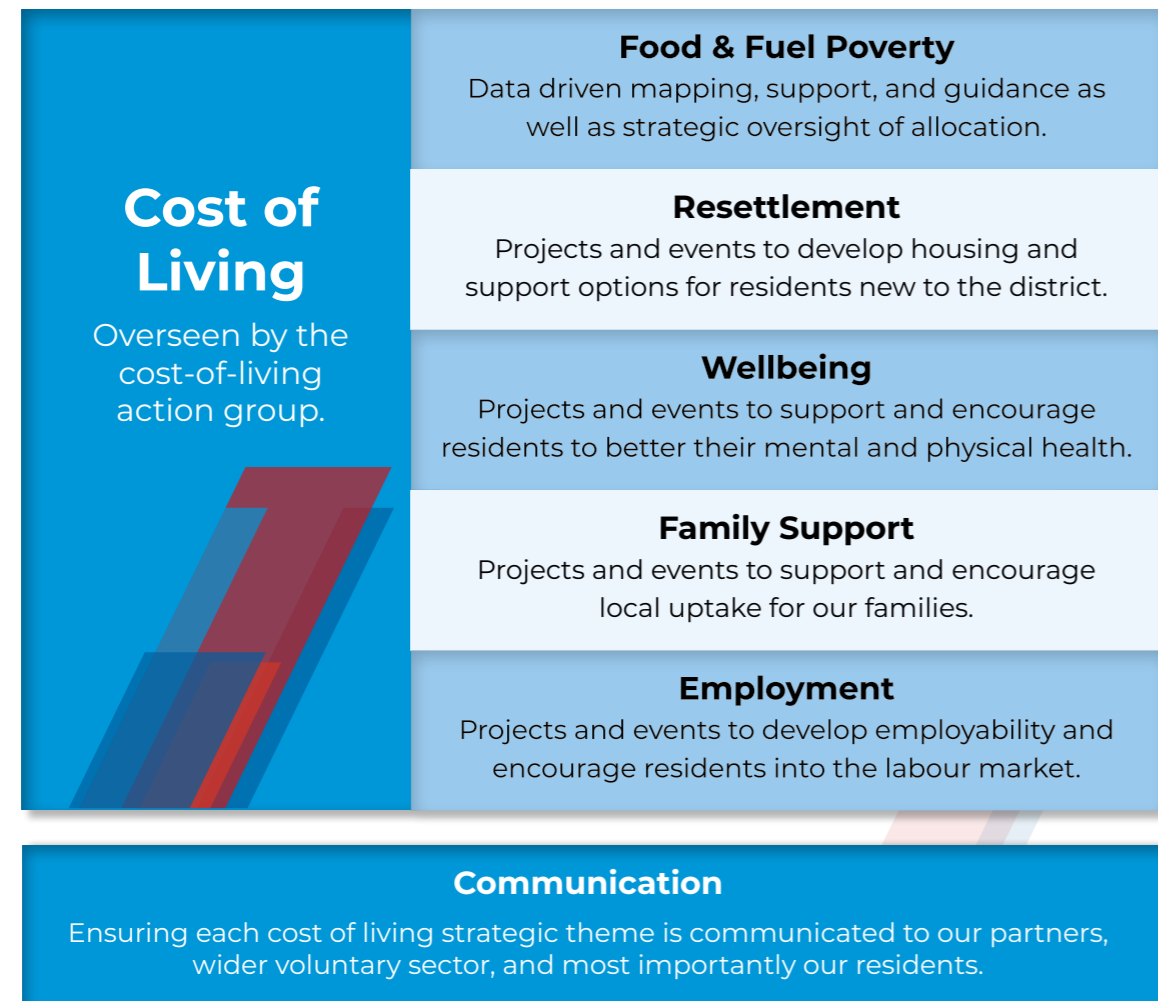 Cost of
Living
Overseen by the
cost-of-living
action group.
Food & Fuel Poverty
Data driven mapping, support, and guidance as
well as strategic oversight of allocation.
Resettlement
Projects and events to develop housing and
support options for residents new to the district.
Wellbeing
Projects and events to support and encourage
residents to better their mental and physical health.
Family Support
Projects and events to support and encourage
local uptake for our families.
Employment
Projects and events to develop employability and
encourage residents into the labour market.
Communication
Ensuring each cost of living strategic theme is communicated to our partners,
wider voluntary sector, and most importantly our residents.